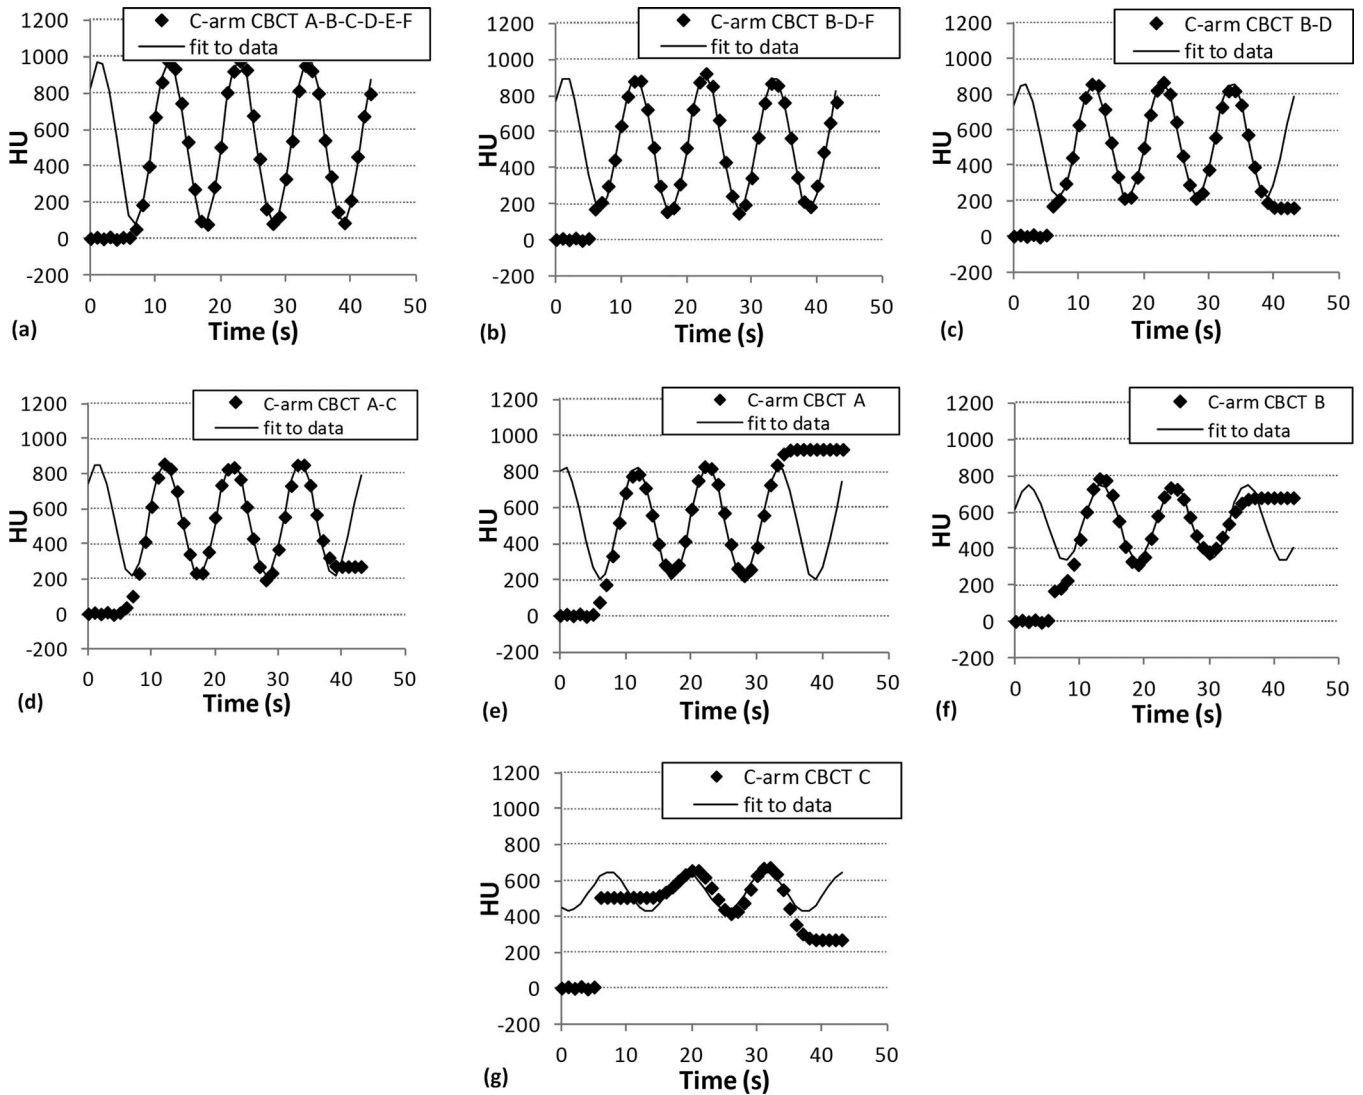 C-arm CBCT A-B-C-D-E-F
fit to data
1200
1000
800
600
400
200
0
-200
HU
0 10 20 30 40 50
Time (s)
(a)
C-arm CBCT B-D-F
fit to data
1200
1000
800
600
400
200
0
-200
HU
0 10 20 30 40 50
Time (s)
(b)
C-arm CBCT B-D
fit to data
1200
1000
800
600
400
200
0
-200
HU
0 10 20 30 40 50
Time (s)
(c)
C-arm CBCT A-C
fit to data
1200
1000
800
600
400
200
0
-200
HU
0 10 20 30 40 50
Time (s)
(d)
C-arm CBCT A
fit to data
1200
1000
800
600
400
200
0
-200
HU
0 10 20 30 40 50
Time (s)
(e)
C-arm CBCT B
fit to data
1200
1000
800
600
400
200
0
-200
HU
0 10 20 30 40 50
Time (s)
(f)
C-arm CBCT C
fit to data
1200
1000
800
600
400
200
0
-200
HU
0 10 20 30 40 50
Time (s)
(g)